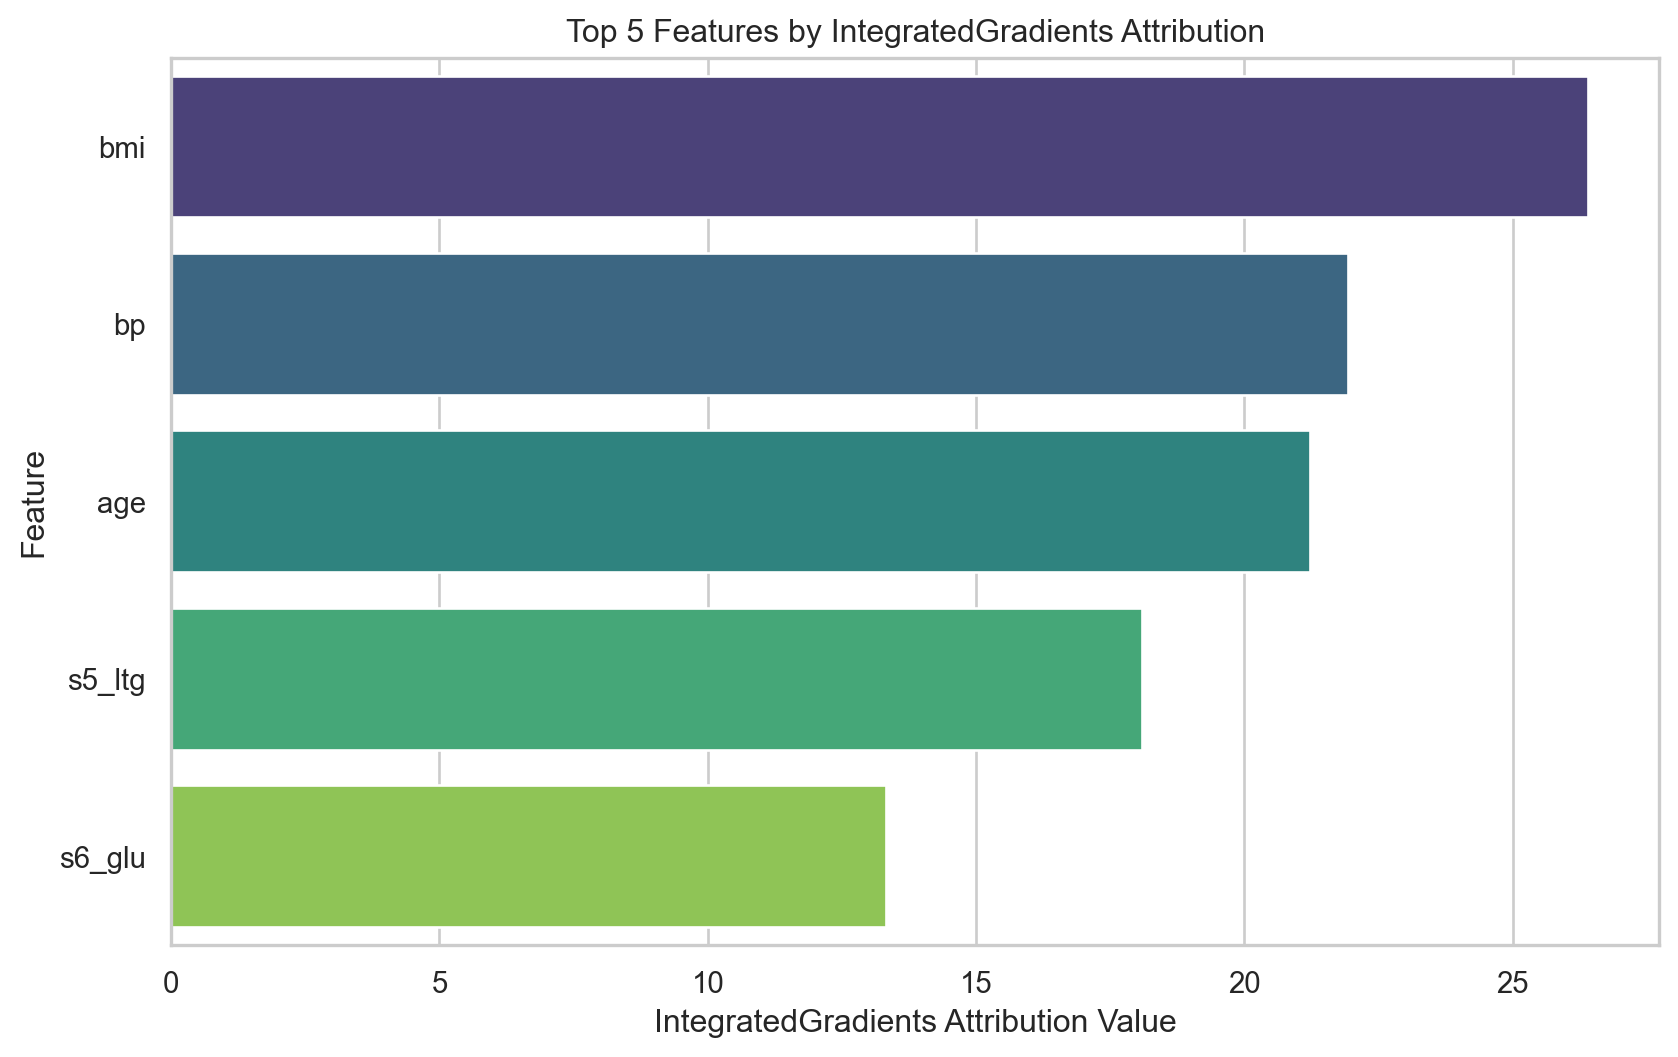 Top 5 Features by IntegratedGradients Attribution
Feature
bmi
bp
age
s5_ltg
s6_glu
0 5 10 15 20 25
IntegratedGradients Attribution Value